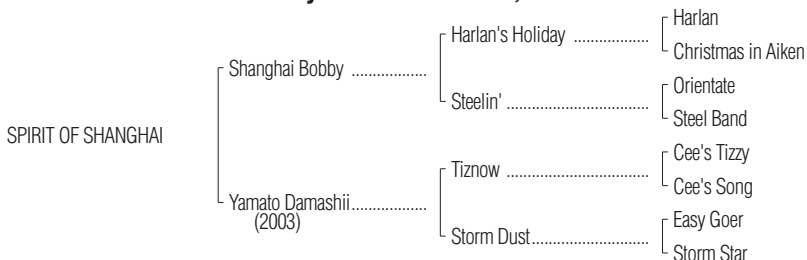 Harlan
Harlan's Holiday ..................
Christmas in Aiken
Shanghai Bobby ..................
Orientate
Steelin' ..................................
Steel Band
SPIRIT OF SHANGHAI
Cee's Tizzy
Tiznow ..................................
Cee's Song
Yamato Damashii..................
(2003)
Easy Goer
Storm Dust............................
Storm Star